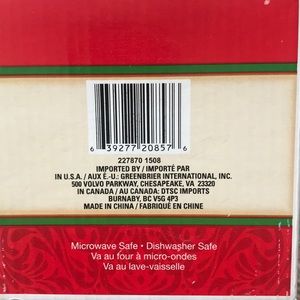 6 39277 20857 6
227870 1508
IMPORTED BY / IMPORTÉ PAR
IN U.S.A. / AUX É.-U.: GREENBRIER INTERNATIONAL, INC.
500 VOLVO PARKWAY, CHESAPEAKE, VA 23320
IN CANADA / AU CANADA: DTSC IMPORTS
BURNABY, BC V5G 4P3
MADE IN CHINA / FABRIQUÉ EN CHINE
Microwave Safe • Dishwasher Safe
Va au four à micro-ondes
Va au lave-vaisselle